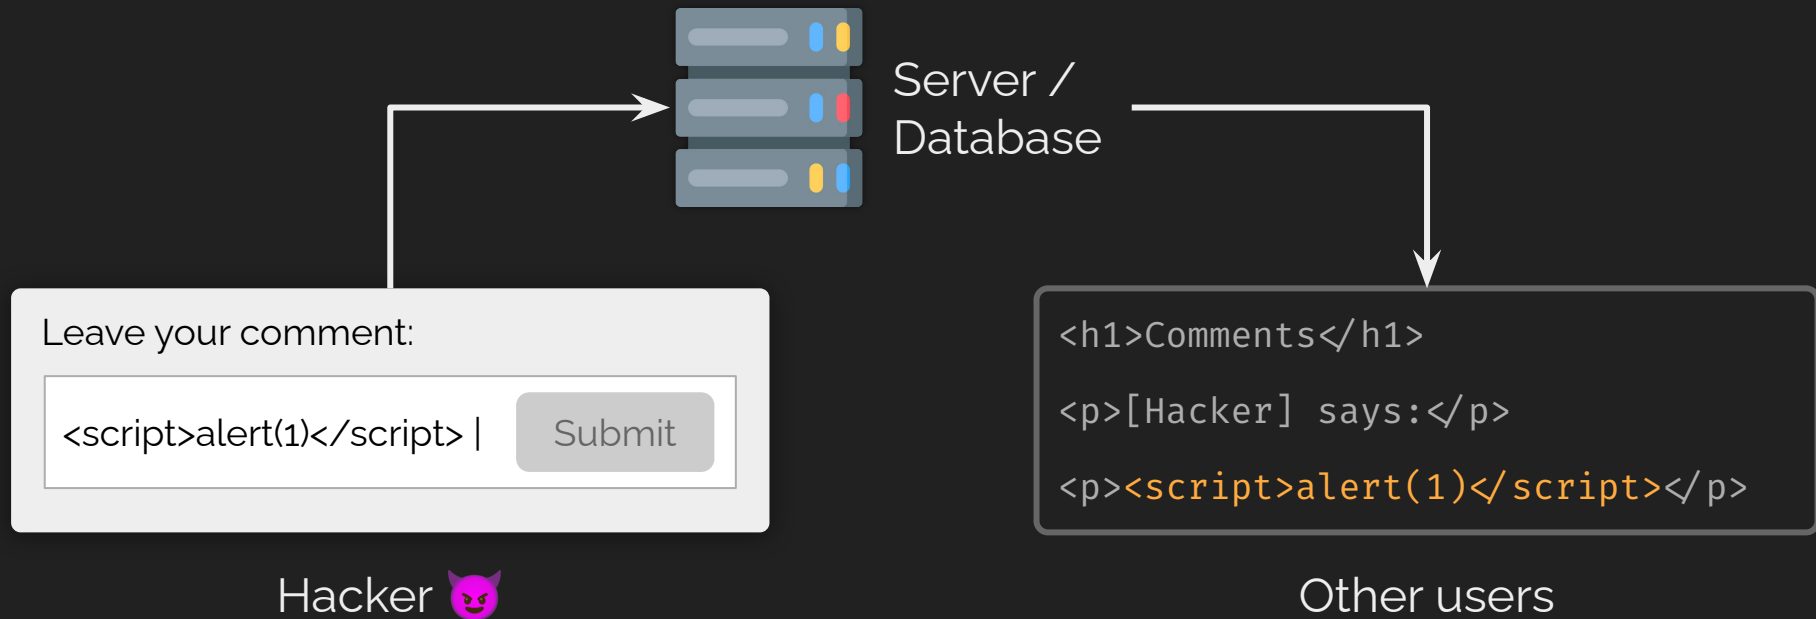 Server /
Database
Leave your comment:
<script>alert(1)</script> |
Submit
<h1>Comments</h1>
<p>[Hacker] says:</p>
<p><script>alert(1)</script></p>
Hacker 😈
Other users